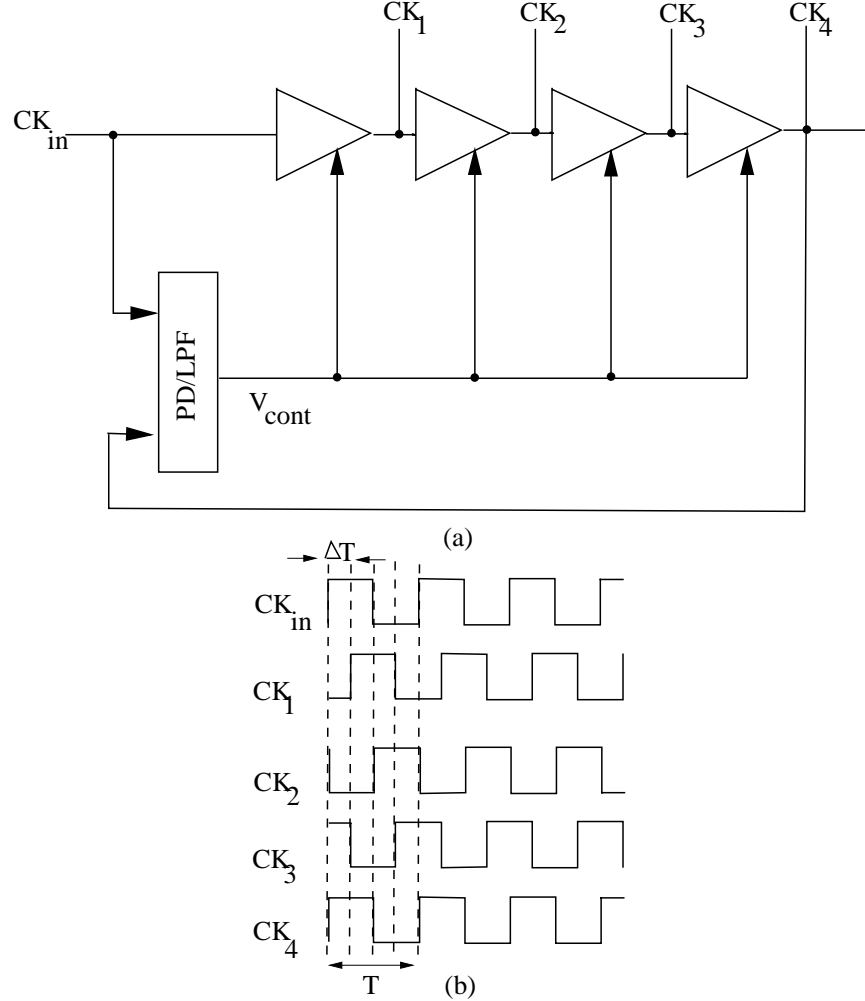 CK1 CK2 CK3 CK4
CKin
PD/LPF
Vcont
(a)
ΔT
CKin
CK1
CK2
CK3
CK4
T
(b)